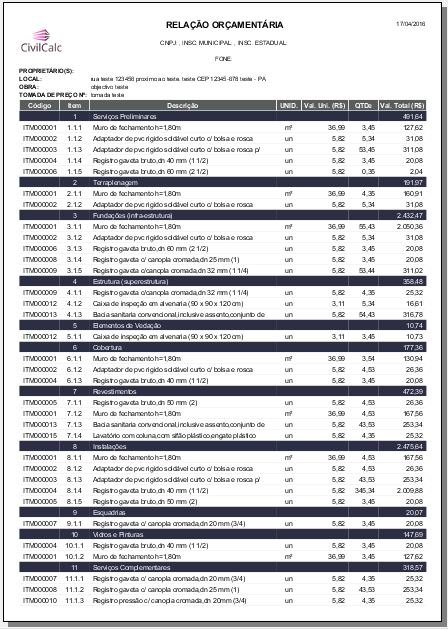 RELAÇÃO ORÇAMENTÁRIA
17/04/2016
CNPJ: , INSC. MUNICIPAL: , INSC. ESTADUAL:
CivilCalc
FONE:
PROPRIETÁRIO(S):
LOCAL: rua teste 123456 proximo ao teste. teste CEP 12345-678 teste - PA
OBRA: objectivo teste
TOMADA DE PREÇO Nº: tomada teste
Código Item Descrição UNID. Val. Uni. (R$) QTDe Val. Total (R$)
1 Serviços Preliminares 491,64
ITM000001 1.1.1 Muro de fechamento h=1,80m m² 36,99 3,45 127,62
ITM000002 1.1.2 Adaptador de pvc rigido soldável curto c/ bolsa e rosca un 5,82 5,34 31,08
ITM000003 1.1.3 Adaptador de pvc rigido soldável curto c/ bolsa e rosca p/ un 5,82 53,45 311,08
ITM000004 1.1.4 Registro gaveta bruto, dn 40 mm (1 1/2) un 5,82 3,45 20,08
ITM000006 1.1.5 Registro gaveta bruto, dn 60 mm (2 1/2) un 5,82 0,35 2,04
2 Terraplenagem 191,97
ITM000001 2.1.1 Muro de fechamento h=1,80m m² 36,99 4,35 160,91
ITM000002 2.1.2 Adaptador de pvc rigido soldável curto c/ bolsa e rosca un 5,82 5,34 31,08
3 Fundações (infra-estrutura) 2.432,47
ITM000001 3.1.1 Muro de fechamento h=1,80m m² 36,99 55,43 2.050,36
ITM000002 3.1.2 Adaptador de pvc rigido soldável curto c/ bolsa e rosca un 5,82 5,34 31,08
ITM000006 3.1.3 Registro gaveta bruto, dn 60 mm (2 1/2) un 5,82 3,45 20,08
ITM000008 3.1.4 Registro gaveta c/ canopla cromada, dn 25 mm (1) un 5,82 3,45 20,08
ITM000009 3.1.5 Registro gaveta c/canopla cromada, dn 32 mm (1 1/4) un 5,82 53,44 311,02
4 Estrutura (superestrutura) 358,48
ITM000009 4.1.1 Registro gaveta c/canopla cromada, dn 32 mm (1 1/4) un 5,82 4,35 25,32
ITM000012 4.1.2 Caixa de inspeção em alvenaria (90 x 90 x 120 cm) un 3,11 5,34 16,61
ITM000013 4.1.3 Bacia sanitaria convencional, inclusive assento, conjunto de un 5,82 54,43 316,78
5 Elementos de Vedação 10,74
ITM000012 5.1.1 Caixa de inspeção em alvenaria (90 x 90 x 120 cm) un 3,11 3,45 10,73
6 Cobertura 177,36
ITM000001 6.1.1 Muro de fechamento h=1,80m m² 36,99 3,54 130,94
ITM000002 6.1.2 Adaptador de pvc rigido soldável curto c/ bolsa e rosca un 5,82 4,53 26,36
ITM000004 6.1.3 Registro gaveta bruto, dn 40 mm (1 1/2) un 5,82 3,45 20,08
7 Revestimentos 472,39
ITM000005 7.1.1 Registro gaveta bruto, dn 50 mm (2) un 5,82 4,53 26,36
ITM000001 7.1.2 Muro de fechamento h=1,80m m² 36,99 4,53 167,56
ITM000013 7.1.3 Bacia sanitaria convencional, inclusive assento, conjunto de un 5,82 43,53 253,34
ITM000015 7.1.4 Lavatório com coluna, com sifão plástico, engate plástico un 5,82 4,35 25,32
8 Instalações 2.475,64
ITM000001 8.1.1 Muro de fechamento h=1,80m m² 36,99 4,53 167,56
ITM000002 8.1.2 Adaptador de pvc rigido soldável curto c/ bolsa e rosca un 5,82 4,53 26,36
ITM000003 8.1.3 Adaptador de pvc rigido soldável curto c/ bolsa e rosca p/ un 5,82 43,53 253,34
ITM000004 8.1.4 Registro gaveta bruto, dn 40 mm (1 1/2) un 5,82 345,34 2.009,88
ITM000005 8.1.5 Registro gaveta bruto, dn 50 mm (2) un 5,82 3,45 20,08
9 Esquadrias 20,07
ITM000007 9.1.1 Registro gaveta c/ canopla cromada, dn 20 mm (3/4) un 5,82 3,45 20,08
10 Vidros e Pinturas 147,69
ITM000004 10.1.1 Registro gaveta bruto, dn 40 mm (1 1/2) un 5,82 3,45 20,08
ITM000001 10.1.2 Muro de fechamento h=1,80m m² 36,99 3,45 127,62
11 Serviços Complementares 318,57
ITM000007 11.1.1 Registro gaveta c/ canopla cromada, dn 20 mm (3/4) un 5,82 4,35 25,32
ITM000008 11.1.2 Registro gaveta c/ canopla cromada, dn 25 mm (1) un 5,82 43,53 253,34
ITM000010 11.1.3 Registro pressão c/ canopla cromada, dn 20mm (3/4) un 5,82 4,35 25,32